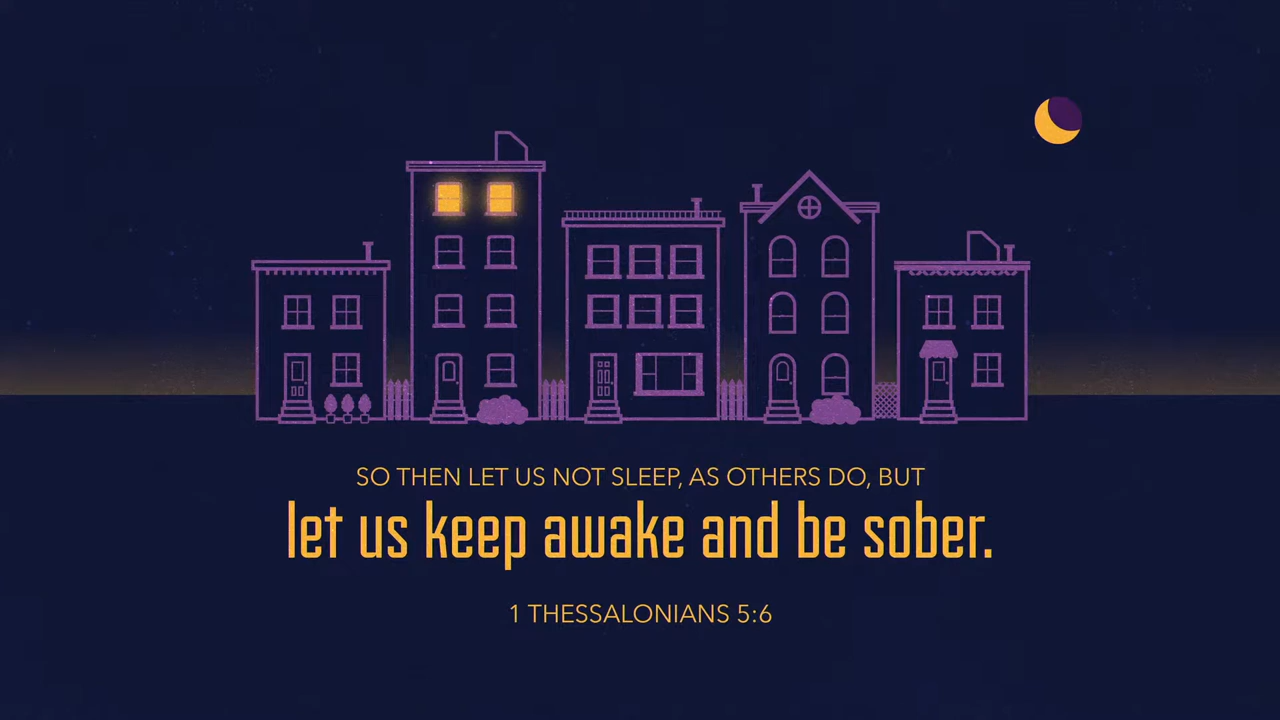 SO THEN LET US NOT SLEEP, AS OTHERS DO, BUT
let us keep awake and be sober.
1 THESSALONIANS 5:6